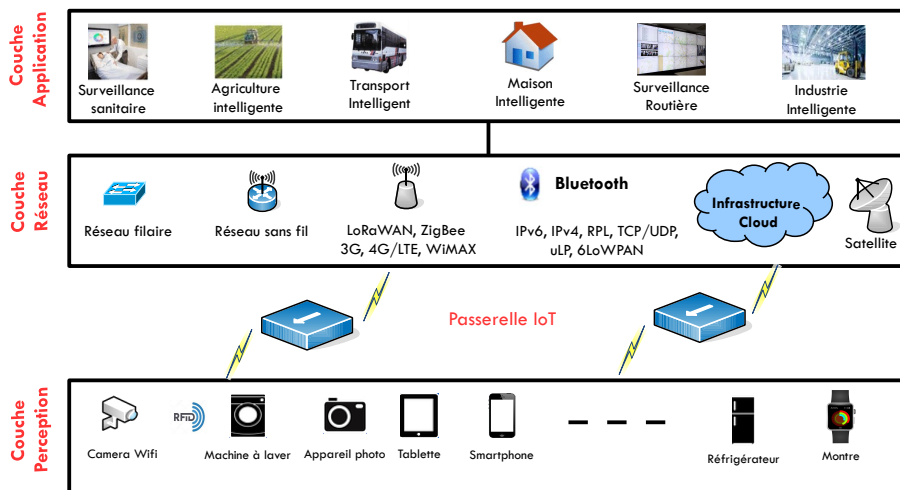 Couche
Application
Surveillance
sanitaire
Agriculture
intelligente
Transport
Intelligent
Maison
Intelligente
Surveillance
Routière
Industrie
Intelligente
Couche
Réseau
Réseau filaire
Réseau sans fil
LoRaWAN, ZigBee
3G, 4G/LTE, WiMAX
Bluetooth
IPv6, IPv4, RPL, TCP/UDP,
uLP, 6LoWPAN
Infrastructure
Cloud
Satellite
Passerelle IoT
Couche
Perception
Camera Wifi
RFiD
Machine à laver
Appareil photo
Tablette
Smartphone
Réfrigérateur
Montre